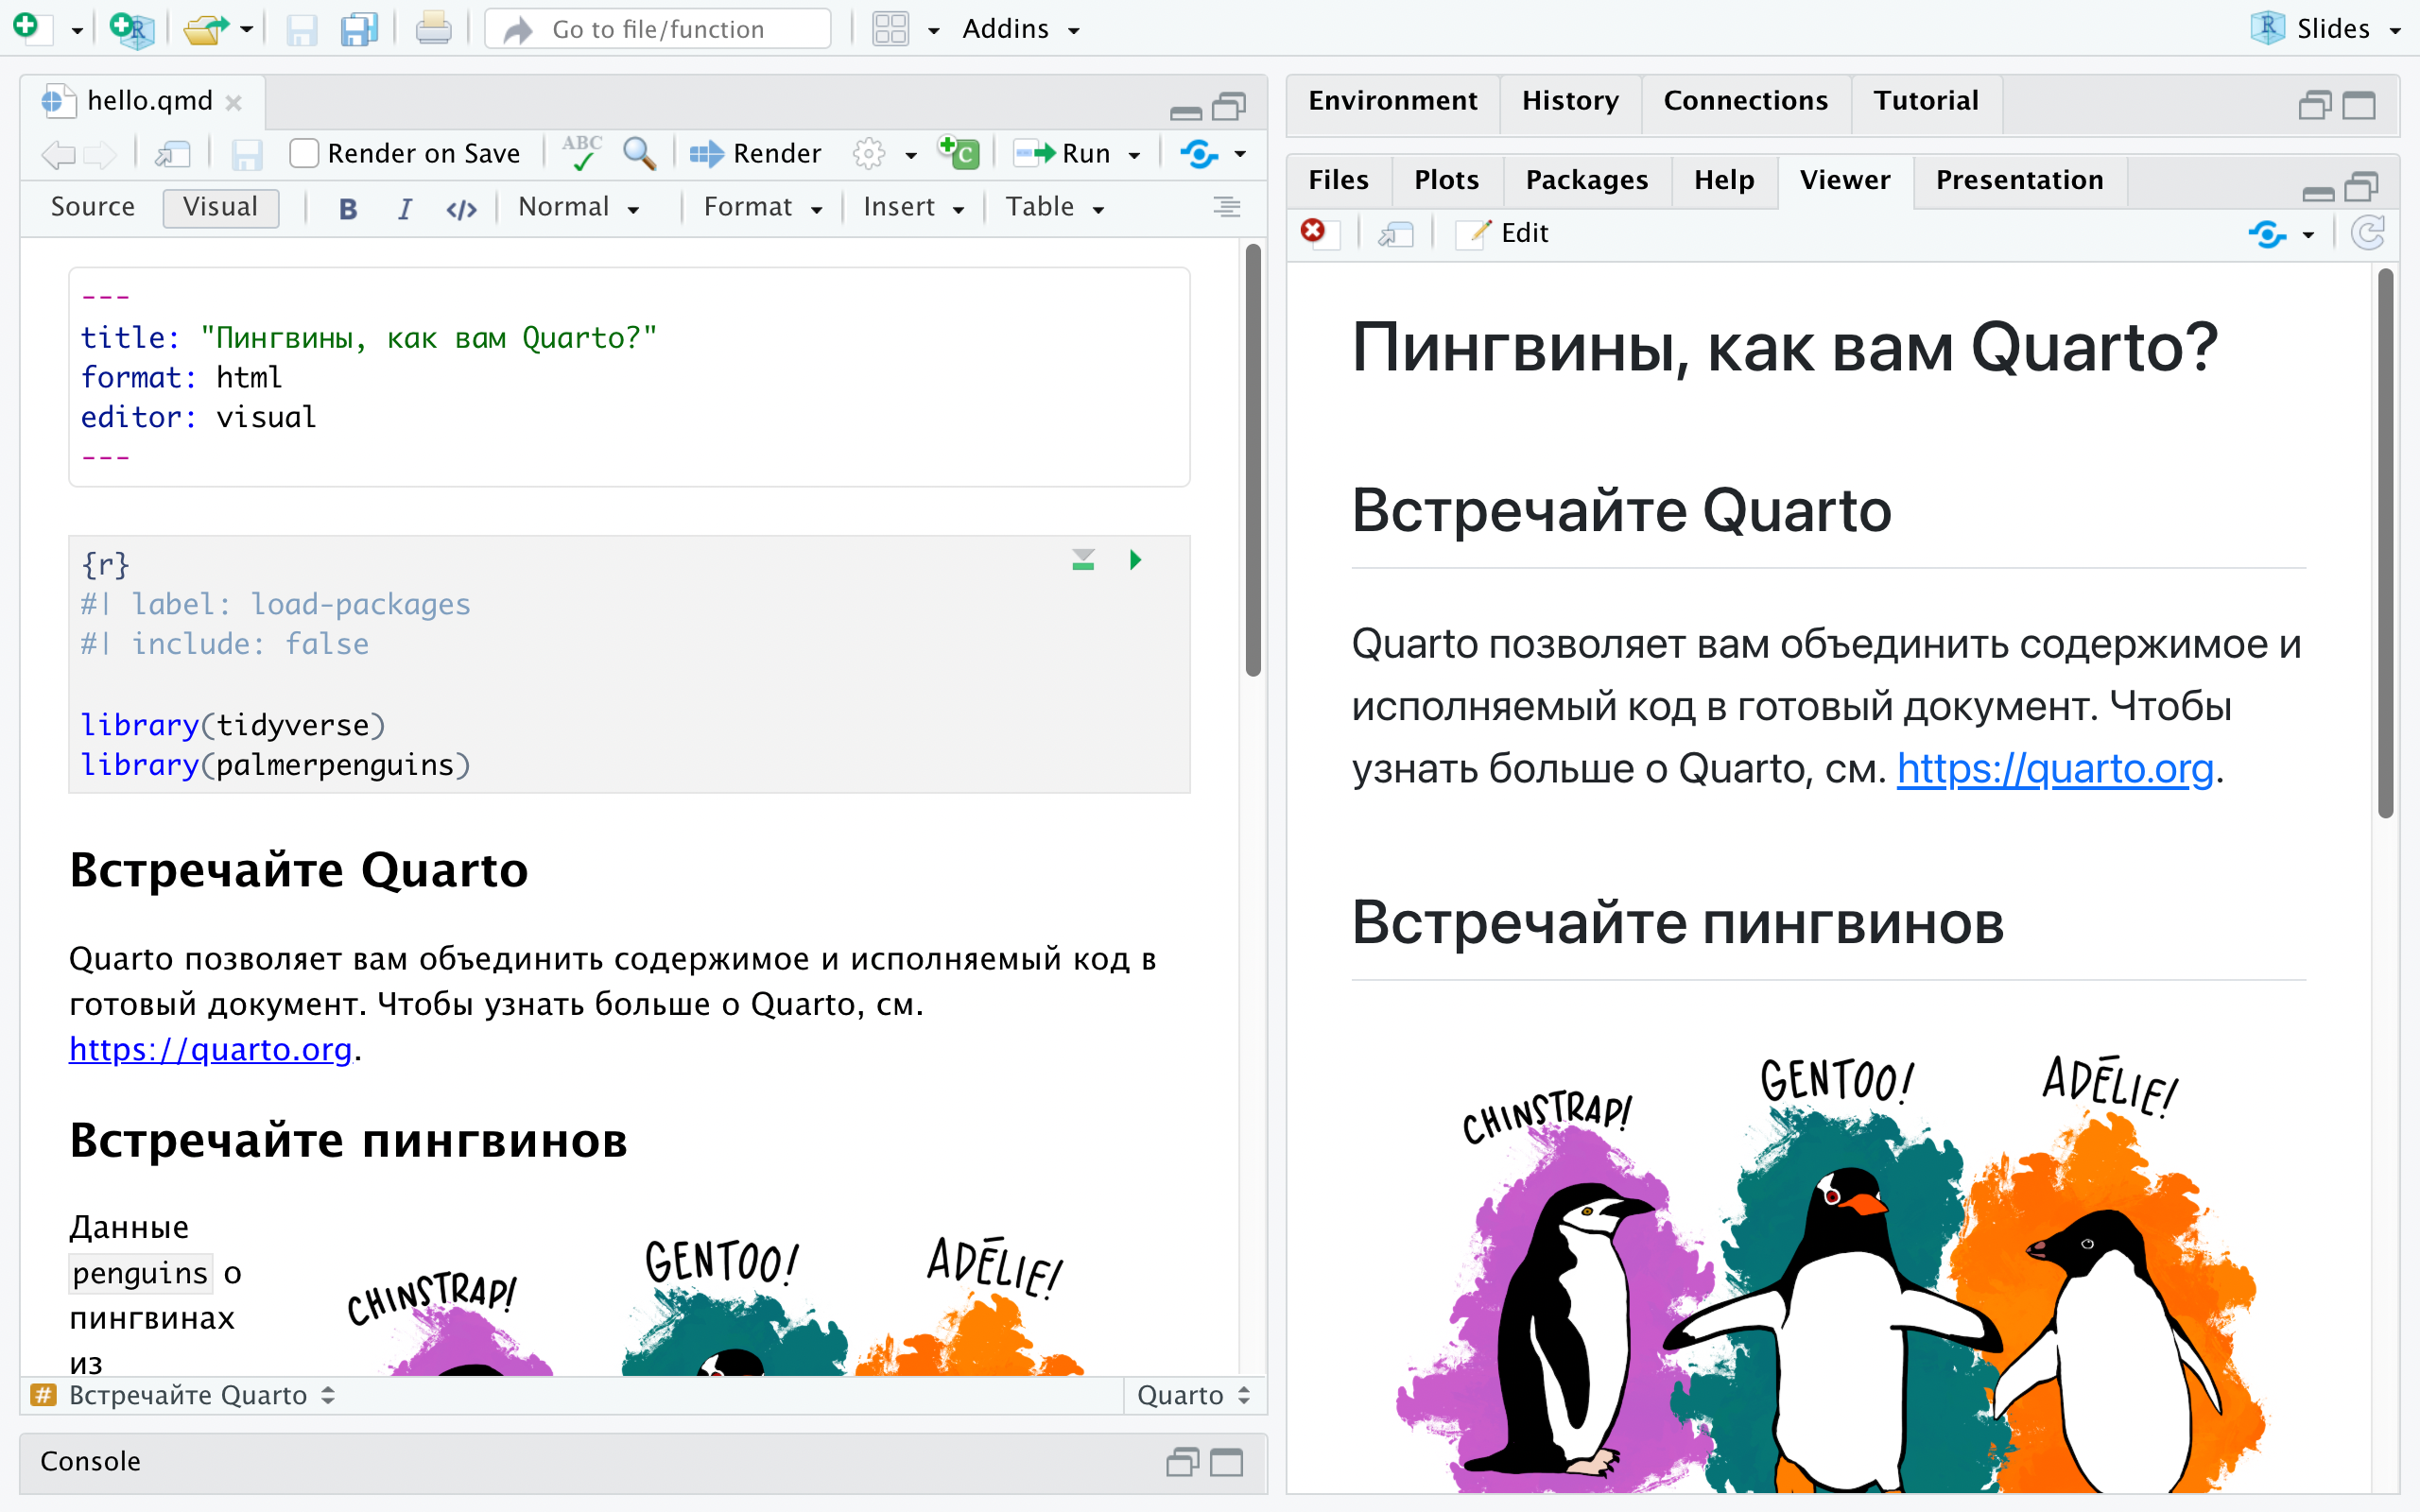 Go to file/function
Addins
Slides
hello.qmd
Render on Save
ABC
Render
C
Run
Source
Visual
B
I
</>
Normal
Format
Insert
Table
---
title: "Пингвины, как вам Quarto?"
format: html
editor: visual
---
{r}
#| label: load-packages
#| include: false
library(tidyverse)
library(palmerpenguins)
Встречайте Quarto
Quarto позволяет вам объединить содержимое и исполняемый код в
готовый документ. Чтобы узнать больше о Quarto, см.
https://quarto.org.
Встречайте пингвинов
Данные
penguins о
пингвинах
из
CHINSTRAP!
GENTOO!
ADĒLIE!
# Встречайте Quarto
Quarto
Console
Environment
History
Connections
Tutorial
Files
Plots
Packages
Help
Viewer
Presentation
Edit
Пингвины, как вам Quarto?
Встречайте Quarto
Quarto позволяет вам объединить содержимое и
исполняемый код в готовый документ. Чтобы
узнать больше о Quarto, см. https://quarto.org.
Встречайте пингвинов
CHINSTRAP!
GENTOO!
ADĒLIE!